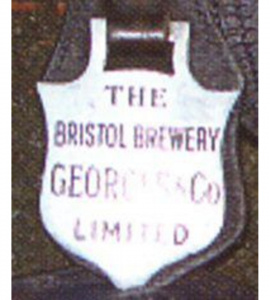 THE
BRISTOL BREWERY
GEORGES & Co
LIMITED